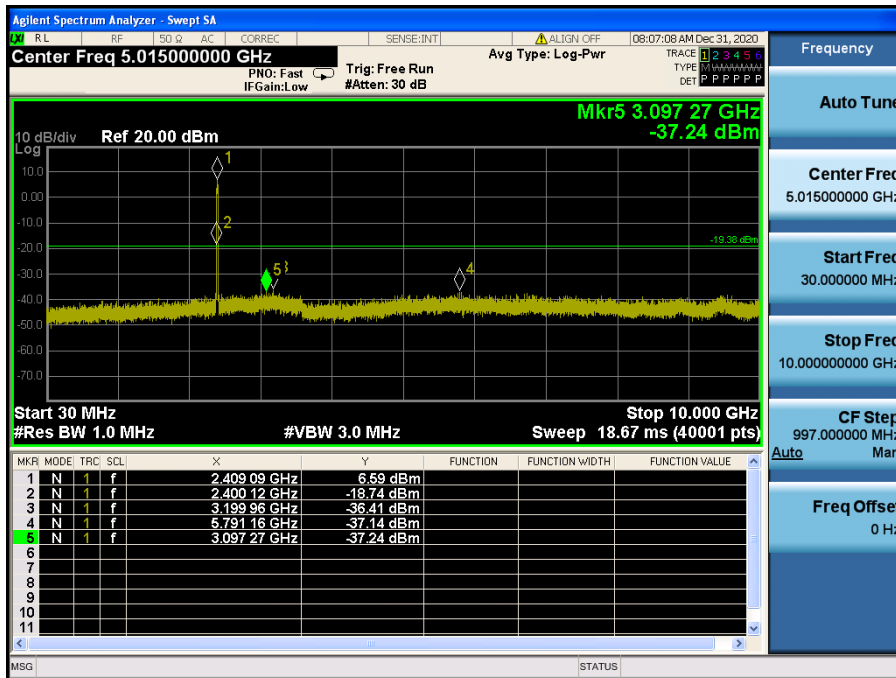 Agilent Spectrum Analyzer - Swept SA
LXI RL RF 50 Ω AC CORREC SENSE:INT ALIGN OFF 08:07:08 AM Dec 31, 2020
Center Freq 5.015000000 GHz
PNO: Fast
IFGain:Low
Trig: Free Run
#Atten: 30 dB
Avg Type: Log-Pwr
TRACE 1 2 3 4 5 6
TYPE M WWWWW
DET P P P P P P
Mkr5 3.097 27 GHz
-37.24 dBm
10 dB/div Ref 20.00 dBm
Log
10.0
0.00
-10.0
-20.0
-30.0
-40.0
-50.0
-60.0
-70.0
1
2
5 3
4
-19.38 dBm
Start 30 MHz Stop 10.000 GHz
#Res BW 1.0 MHz #VBW 3.0 MHz Sweep 18.67 ms (40001 pts)
MKR MODE TRC SCL X Y FUNCTION FUNCTION WIDTH FUNCTION VALUE
1 N 1 f 2.409 09 GHz 6.59 dBm
2 N 1 f 2.400 12 GHz -18.74 dBm
3 N 1 f 3.199 96 GHz -36.41 dBm
4 N 1 f 5.791 16 GHz -37.14 dBm
5 N 1 f 3.097 27 GHz -37.24 dBm
6
7
8
9
10
11
MSG STATUS
Frequency
Auto Tune
Center Freq
5.015000000 GHz
Start Freq
30.000000 MHz
Stop Freq
10.000000000 GHz
CF Step
997.000000 MHz
Auto Man
Freq Offset
0 Hz